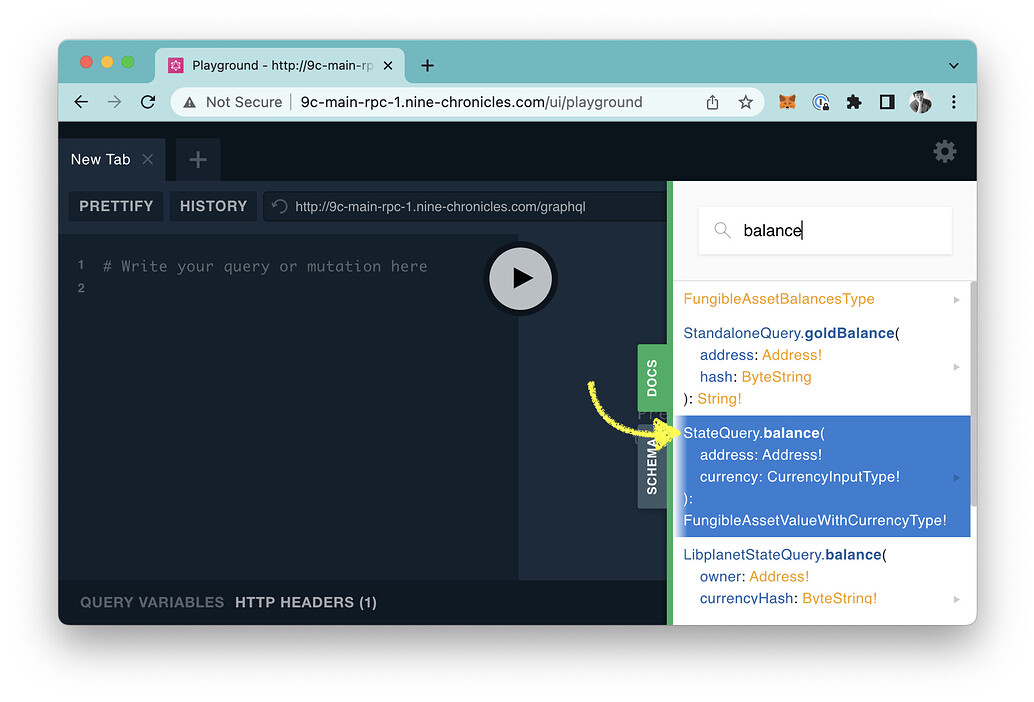 Playground - http://9c-main-rp
Not Secure 9c-main-rpc-1.nine-chronicles.com/ui/playground
New Tab
PRETTIFY HISTORY http://9c-main-rpc-1.nine-chronicles.com/graphql
1 # Write your query or mutation here
2
QUERY VARIABLES HTTP HEADERS (1)
DOCS
SCHEMA
balance
FungibleAssetBalancesType
StandaloneQuery.goldBalance(
address: Address!
hash: ByteString
): String!
StateQuery.balance(
address: Address!
currency: CurrencyInputType!
):
FungibleAssetValueWithCurrencyType!
LibplanetStateQuery.balance(
owner: Address!
currencyHash: ByteString!